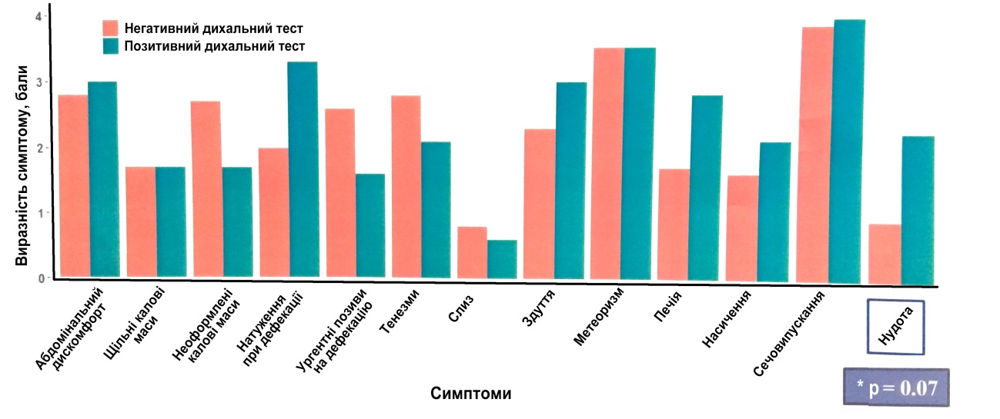 4
3
2
1
0
Виразність симптому, бали
Негативний дихальний тест
Позитивний дихальний тест
Абдомінальний
дискомфорт
Щільні калові
маси
Неоформлені
калові маси
Натуження
при дефекації
Ургентні позиви
на дефекацію
Тенезми
Слиз
Здуття
Метеоризм
Печія
Насичення
Сечовипускання
Нудота
Симптоми
* p = 0.07